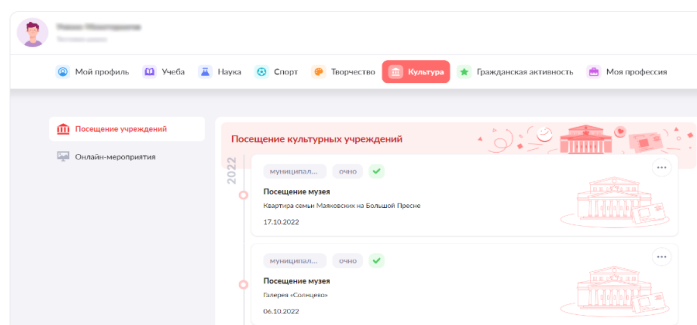 Мой профиль Учеба Наука Спорт Творчество Культура Гражданская активность Моя профессия
Посещение учреждений
Онлайн-мероприятия
Посещение культурных учреждений
2022
муниципал... очно
Посещение музея
Квартира семьи Маяковских на Большой Пресне
17.10.2022
муниципал... очно
Посещение музея
Галерея «Солнцево»
06.10.2022